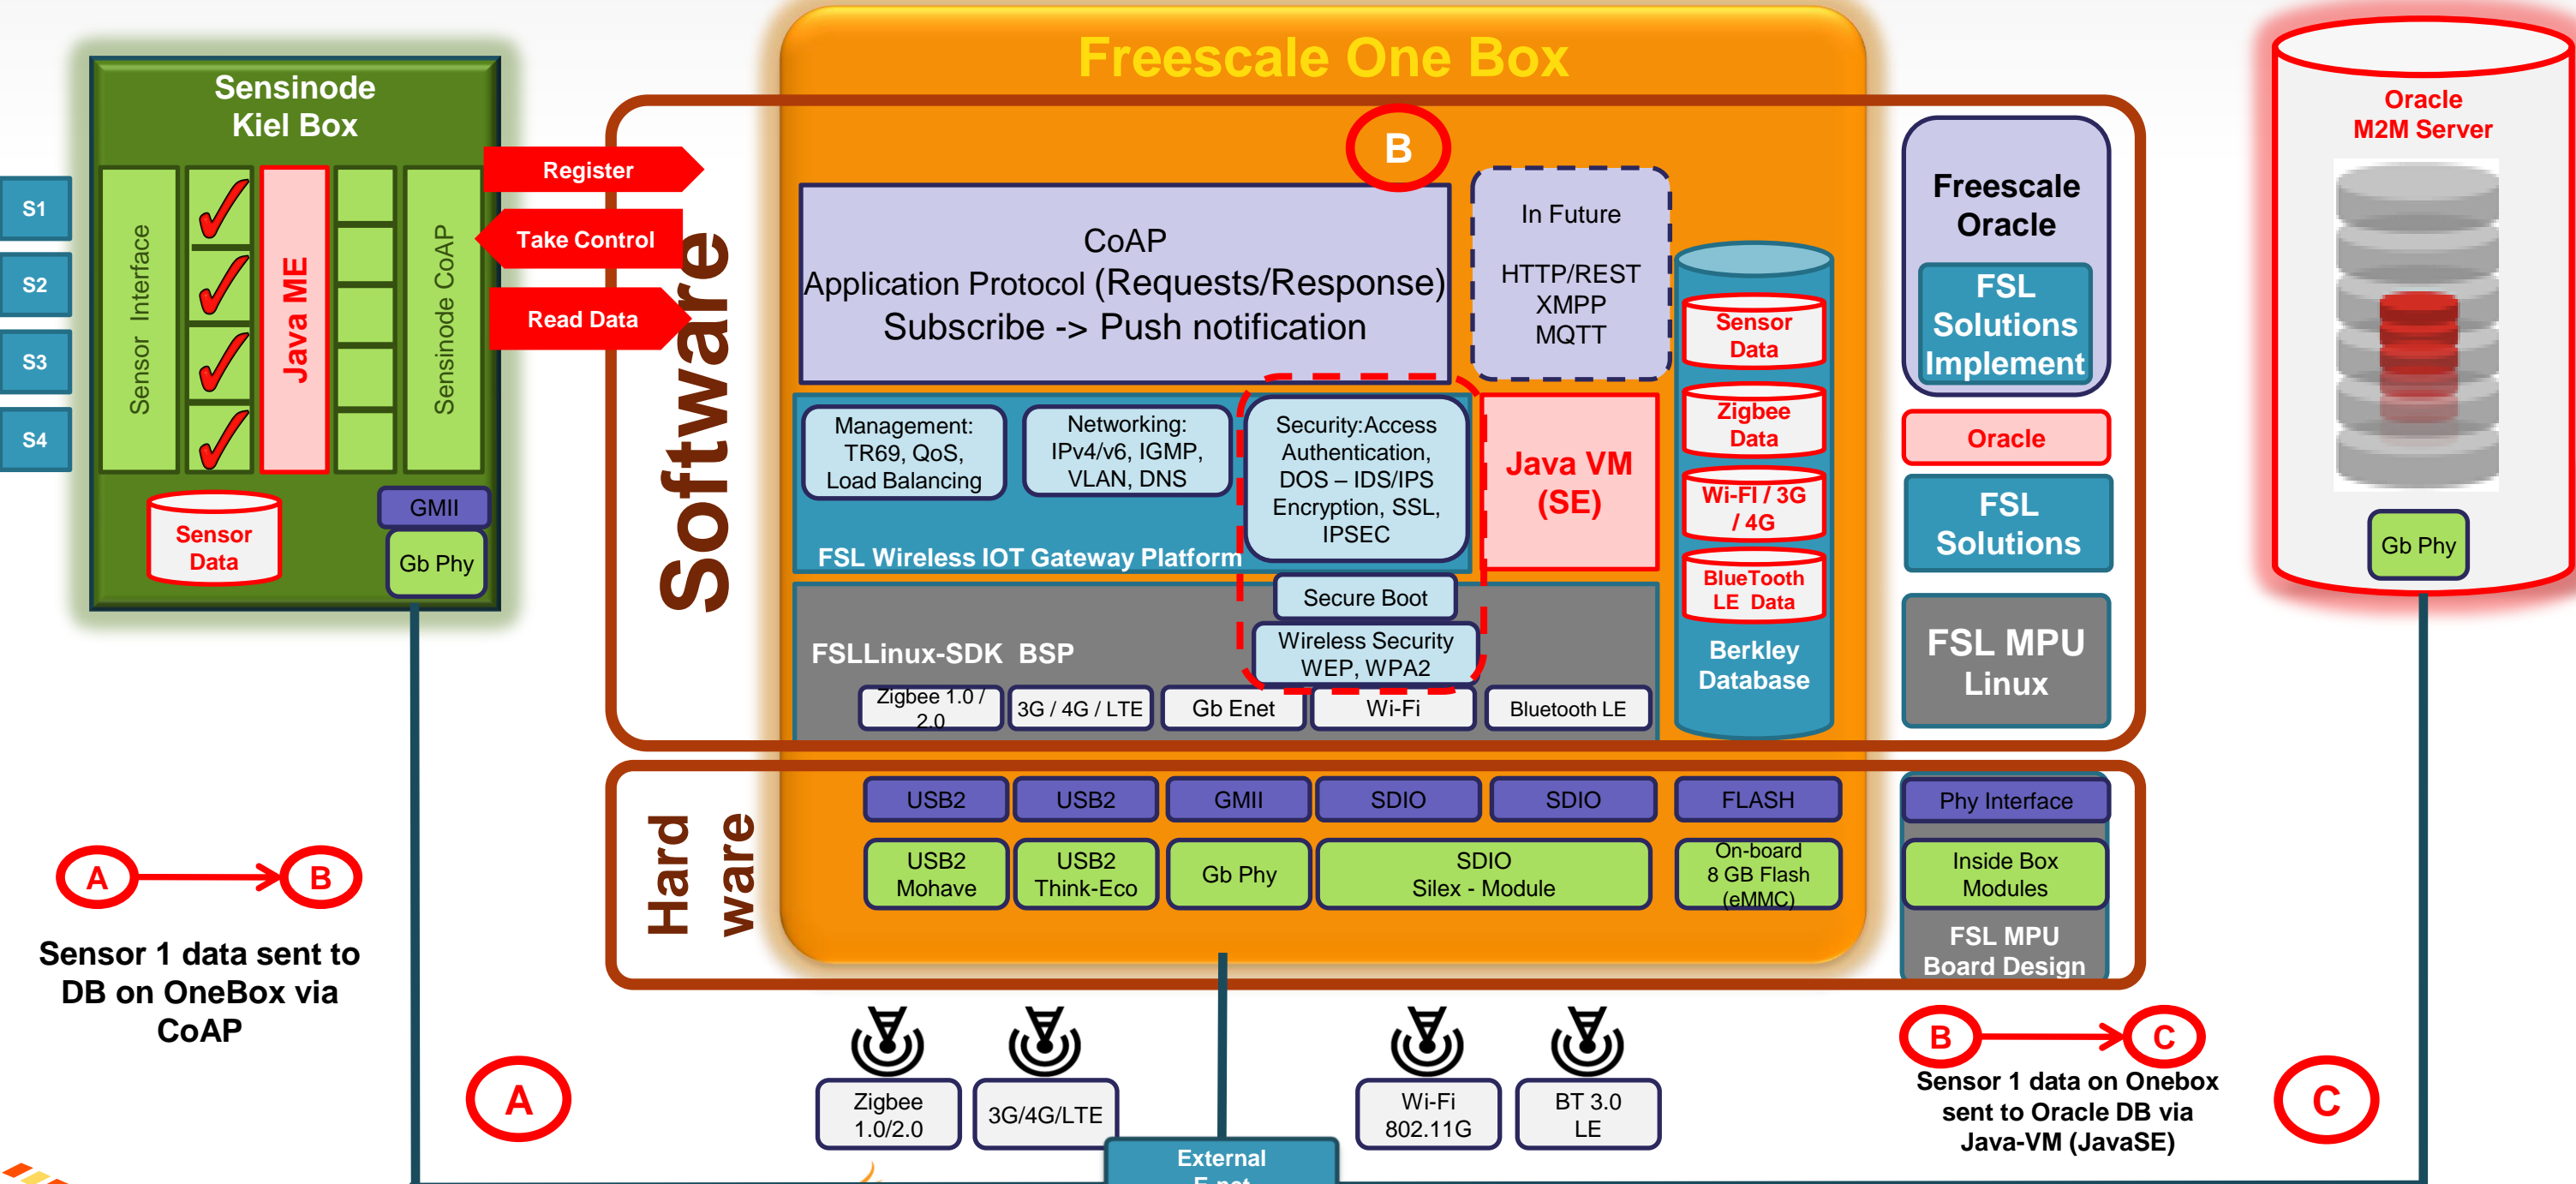 Freescale One Box
Sensinode
Kiel Box
S1
S2
S3
S4
Sensor Interface
Java ME
Sensinode CoAP
Sensor
Data
GMII
Gb Phy
Register
Take Control
Read Data
Software
B
CoAP
Application Protocol (Requests/Response)
Subscribe -> Push notification
In Future
HTTP/REST
XMPP
MQTT
Management:
TR69, QoS,
Load Balancing
Networking:
IPv4/v6, IGMP,
VLAN, DNS
Security:Access
Authentication,
DOS – IDS/IPS
Encryption, SSL,
IPSEC
FSL Wireless IOT Gateway Platform
Java VM
(SE)
Secure Boot
Wireless Security
WEP, WPA2
FSLLinux-SDK BSP
Zigbee 1.0 /
2.0
3G / 4G / LTE
Gb Enet
Wi-Fi
Bluetooth LE
Sensor
Data
Zigbee
Data
Wi-FI / 3G
/ 4G
BlueTooth
LE Data
Berkley
Database
Freescale
Oracle
FSL
Solutions
Implement
Oracle
FSL
Solutions
FSL MPU
Linux
Oracle
M2M Server
Gb Phy
Hard
ware
USB2
USB2
GMII
SDIO
SDIO
FLASH
Phy Interface
USB2
Mohave
USB2
Think-Eco
Gb Phy
SDIO
Silex - Module
On-board
8 GB Flash
(eMMC)
Inside Box
Modules
FSL MPU
Board Design
A
B
Sensor 1 data sent to
DB on OneBox via
CoAP
A
Zigbee
1.0/2.0
3G/4G/LTE
Wi-Fi
802.11G
BT 3.0
LE
External
E-net
B
C
Sensor 1 data on Onebox
sent to Oracle DB via
Java-VM (JavaSE)
C